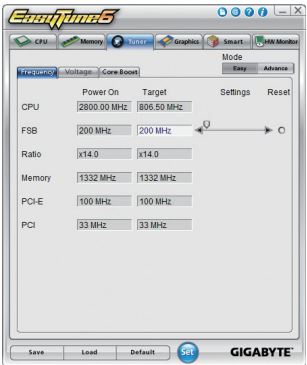 EasyTune6
CPU Memory Tuner Graphics Smart HW Monitor
Mode
Frequency Voltage Core Boost Easy Advance
Power On Target Settings Reset
CPU 2800.00 MHz 806.50 MHz
FSB 200 MHz 200 MHz
Ratio x14.0 x14.0
Memory 1332 MHz 1332 MHz
PCI-E 100 MHz 100 MHz
PCI 33 MHz 33 MHz
Save Load Default Set GIGABYTE